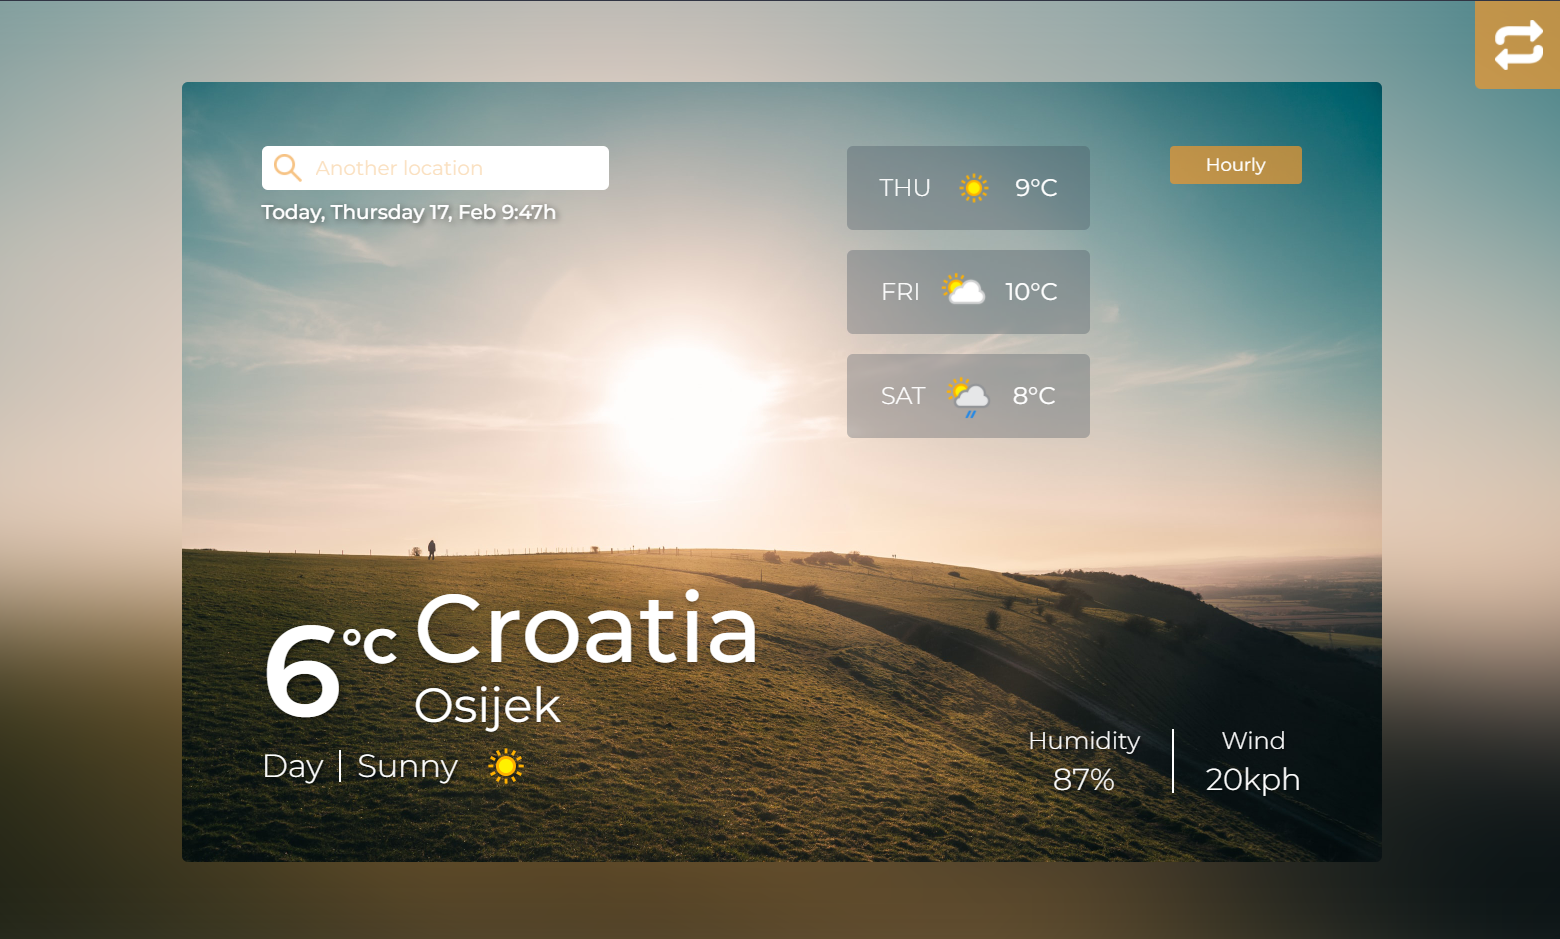 Another location
Today, Thursday 17, Feb 9:47h
THU 9°C
FRI 10°C
SAT 8°C
Hourly
6°C
Croatia
Osijek
Day | Sunny
Humidity
87%
Wind
20kph